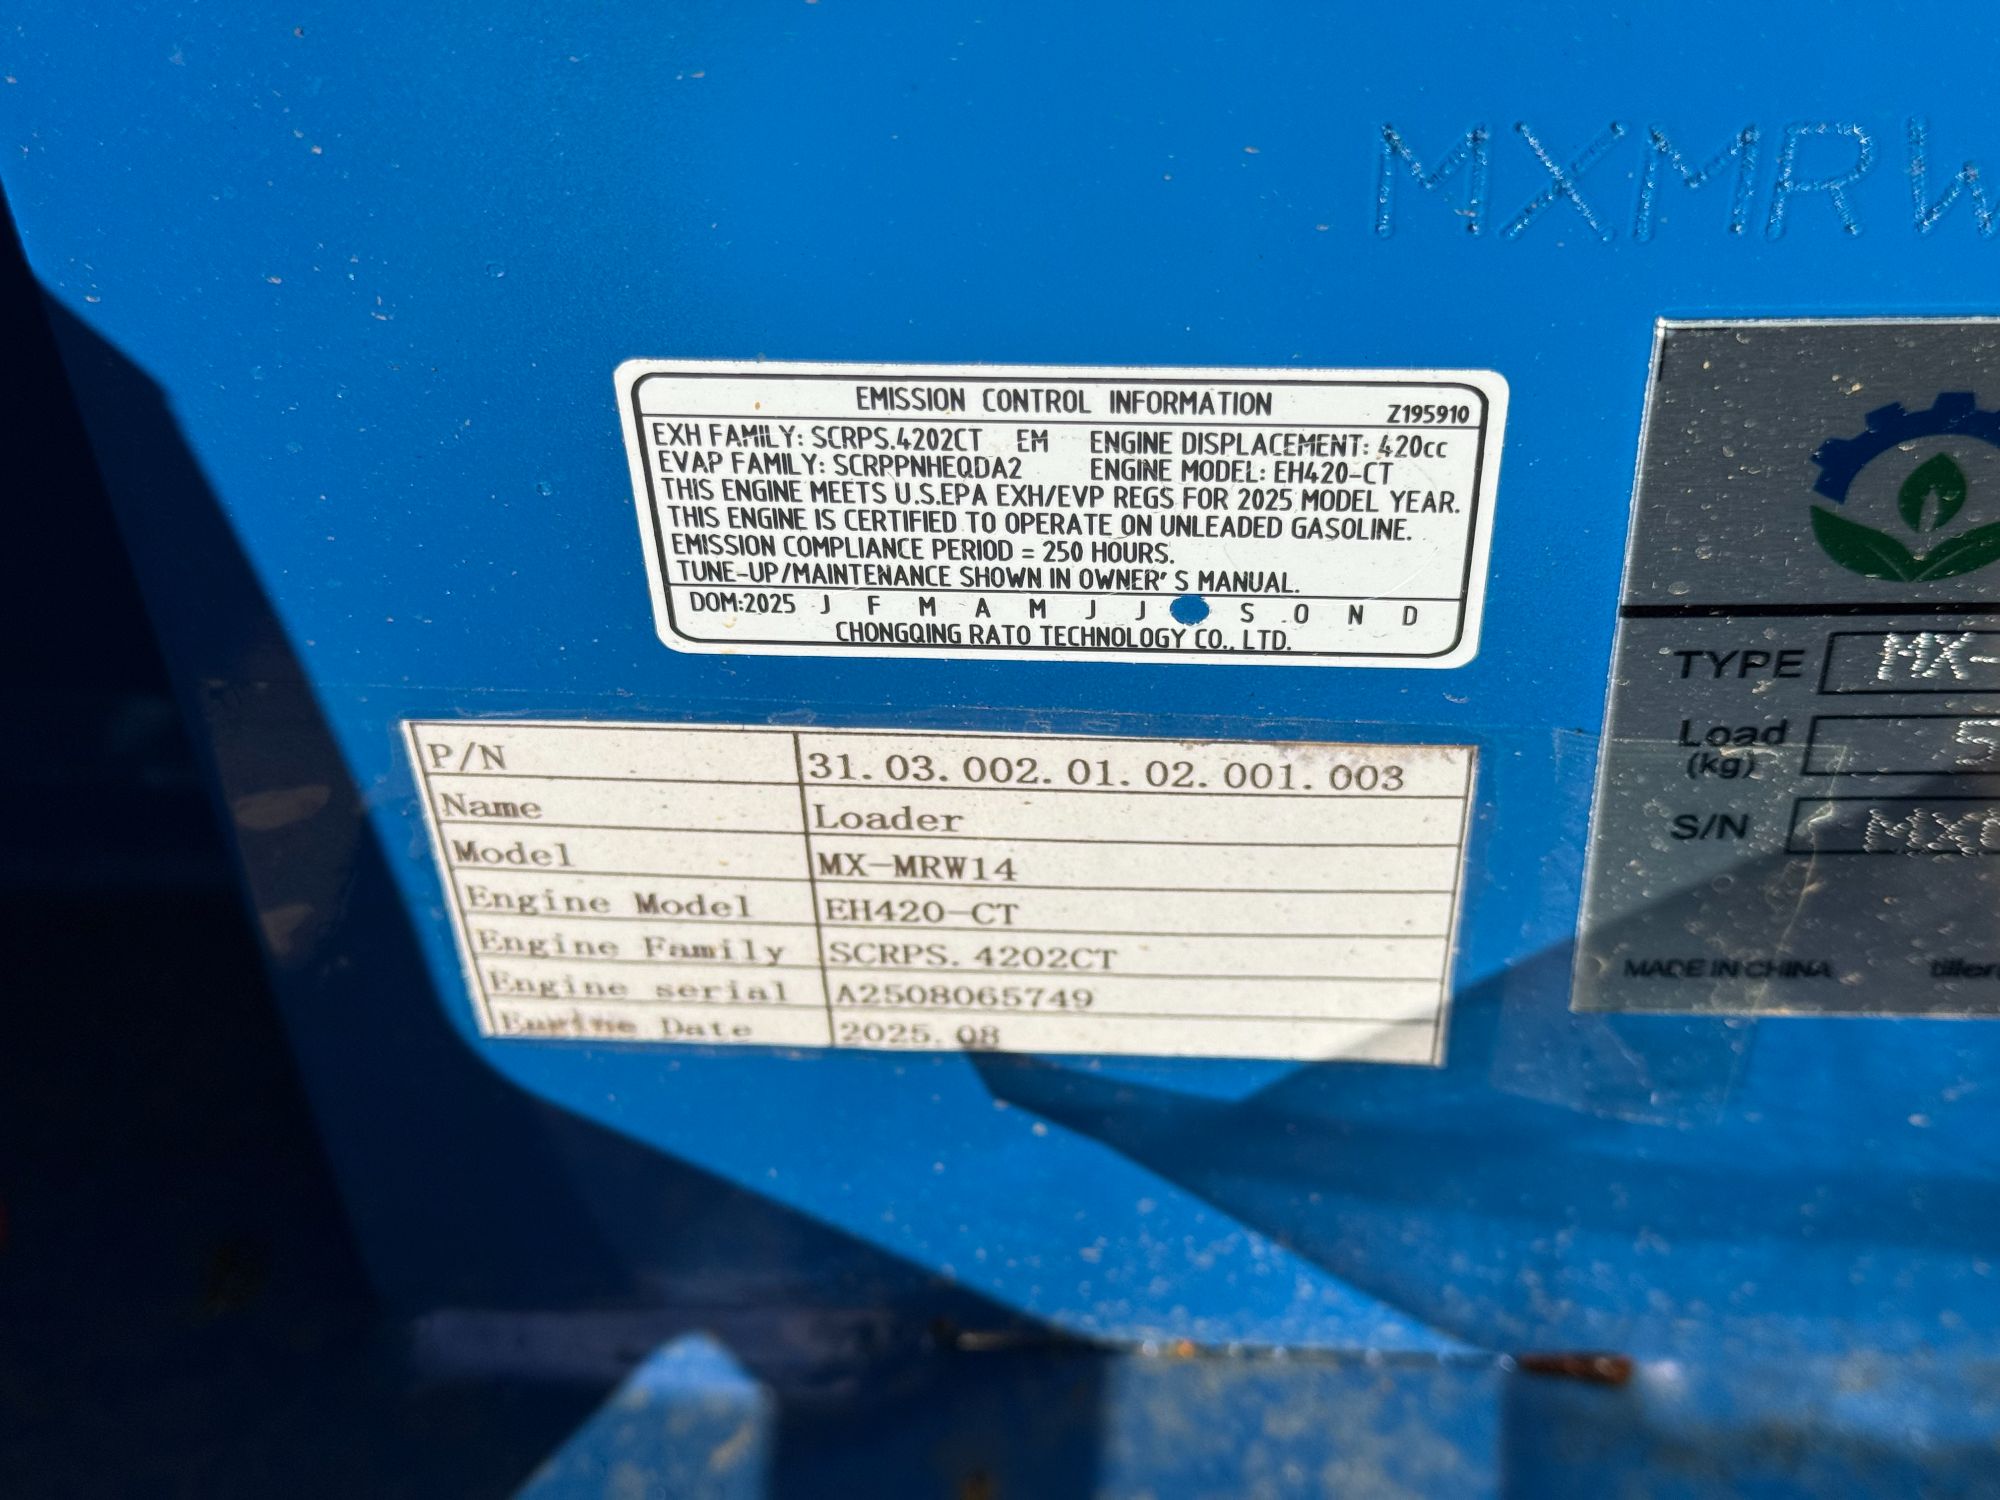 MXMRW
EMISSION CONTROL INFORMATION
Z195910
EXH FAMILY: SCRPS.4202CT EM ENGINE DISPLACEMENT: 420cc
EVAP FAMILY: SCRPPNHEQDA2 ENGINE MODEL: EH420-CT
THIS ENGINE MEETS U.S.EPA EXH/EVP REGS FOR 2025 MODEL YEAR.
THIS ENGINE IS CERTIFIED TO OPERATE ON UNLEADED GASOLINE.
EMISSION COMPLIANCE PERIOD = 250 HOURS.
TUNE-UP/MAINTENANCE SHOWN IN OWNER'S MANUAL.
DOM:2025 J F M A M J J S O N D
CHONGQING RATO TECHNOLOGY CO., LTD.
P/N 31.03.002.01.02.001.003
Name Loader
Model MX-MRW14
Engine Model EH420-CT
Engine Family SCRPS.4202CT
Engine serial A2508065749
Engine Date 2025.08
TYPE MX-
Load 5
(kg)
S/N
MADE IN CHINA